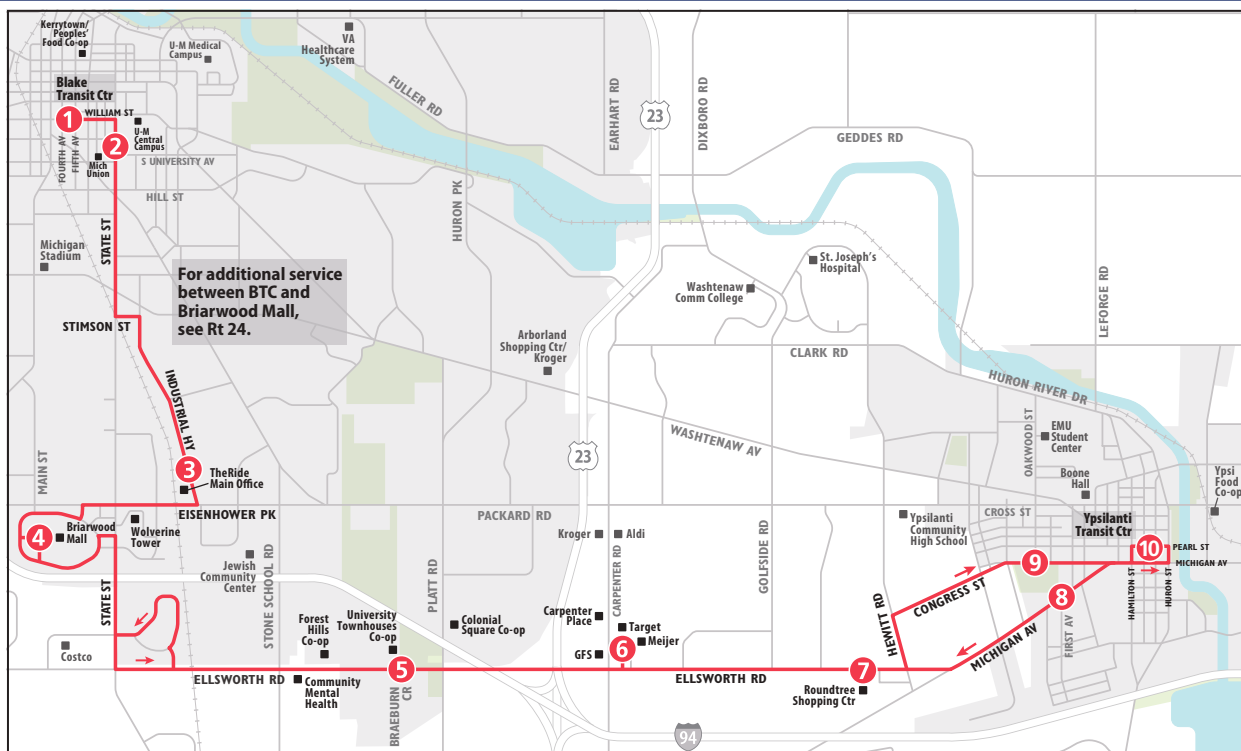 Kerrytown/
Peoples'
Food Co-op
U-M Medical
Campus
VA
Healthcare
System
FULLER RD
EARHART RD
23
DIXBORO RD
GEDDES RD
Blake
Transit Ctr
1
WILLIAM ST
2
U-M
Central
Campus
FOURTH AV
FIFTH AV
Mich
Union
S UNIVERSITY AV
HILL ST
HURON PK
STATE ST
Michigan
Stadium
For additional service
between BTC and
Briarwood Mall,
see Rt 24.
STIMSON ST
INDUSTRIAL HY
St. Joseph's
Hospital
Washtenaw
Comm College
LEFORGE RD
Arborland
Shopping Ctr/
Kroger
CLARK RD
HURON RIVER DR
WASHTENAW AV
23
OAKWOOD ST
EMU
Student
Center
Boone
Hall
Ypsi
Food
Co-op
MAIN ST
3
TheRide
Main Office
EISENHOWER PK
PACKARD RD
CROSS ST
Ypsilanti
Community
High School
Ypsilanti
Transit Ctr
4
Briarwood
Mall
Wolverine
Tower
Jewish
Community
Center
STONE SCHOOL RD
PLATT RD
Kroger
Aldi
CARPENTER RD
GOLFSIDE RD
10
PEARL ST
MICHIGAN AV
9
HAMILTON ST
HURON ST
8
CONGRESS ST
HEWITT RD
MICHIGAN AV
FIRST AV
STATE ST
Costco
Forest
Hills
Co-op
University
Townhouses
Co-op
Colonial
Square Co-op
Carpenter
Place
Target
Meijer
GFS
6
5
7
ELLSWORTH RD
ELLSWORTH RD
Community
Mental
Health
BRAEBURN
CR
Roundtree
Shopping Ctr
94